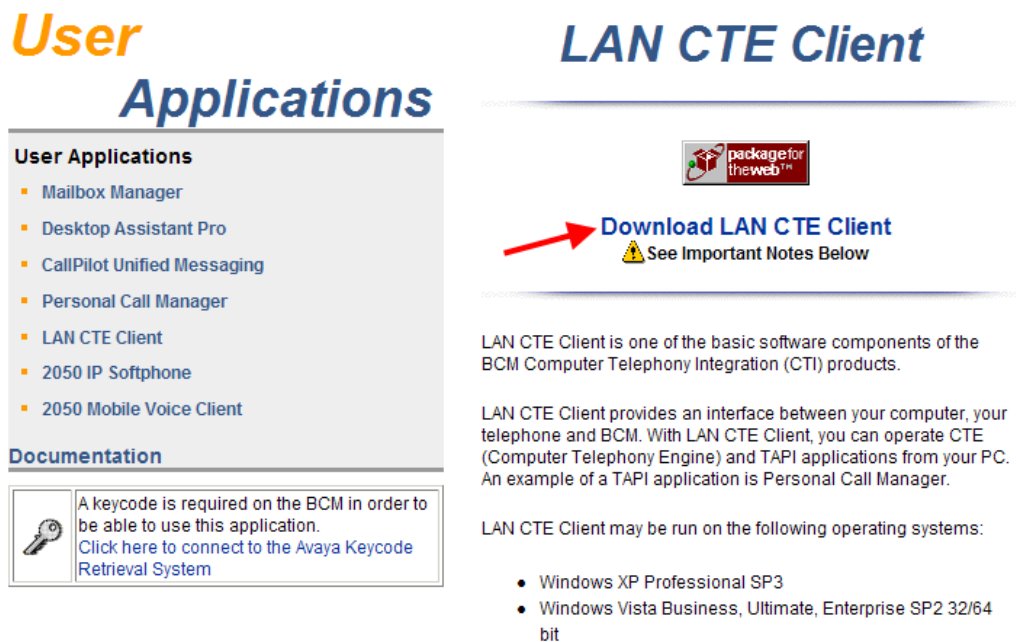 User
Applications
User Applications
Mailbox Manager
Desktop Assistant Pro
CallPilot Unified Messaging
Personal Call Manager
LAN CTE Client
2050 IP Softphone
2050 Mobile Voice Client
Documentation
A keycode is required on the BCM in order to
be able to use this application.
Click here to connect to the Avaya Keycode
Retrieval System
LAN CTE Client
packagefor
theweb™
Download LAN CTE Client
See Important Notes Below
LAN CTE Client is one of the basic software components of the
BCM Computer Telephony Integration (CTI) products.
LAN CTE Client provides an interface between your computer, your
telephone and BCM. With LAN CTE Client, you can operate CTE
(Computer Telephony Engine) and TAPI applications from your PC.
An example of a TAPI application is Personal Call Manager.
LAN CTE Client may be run on the following operating systems:
• Windows XP Professional SP3
• Windows Vista Business, Ultimate, Enterprise SP2 32/64
bit